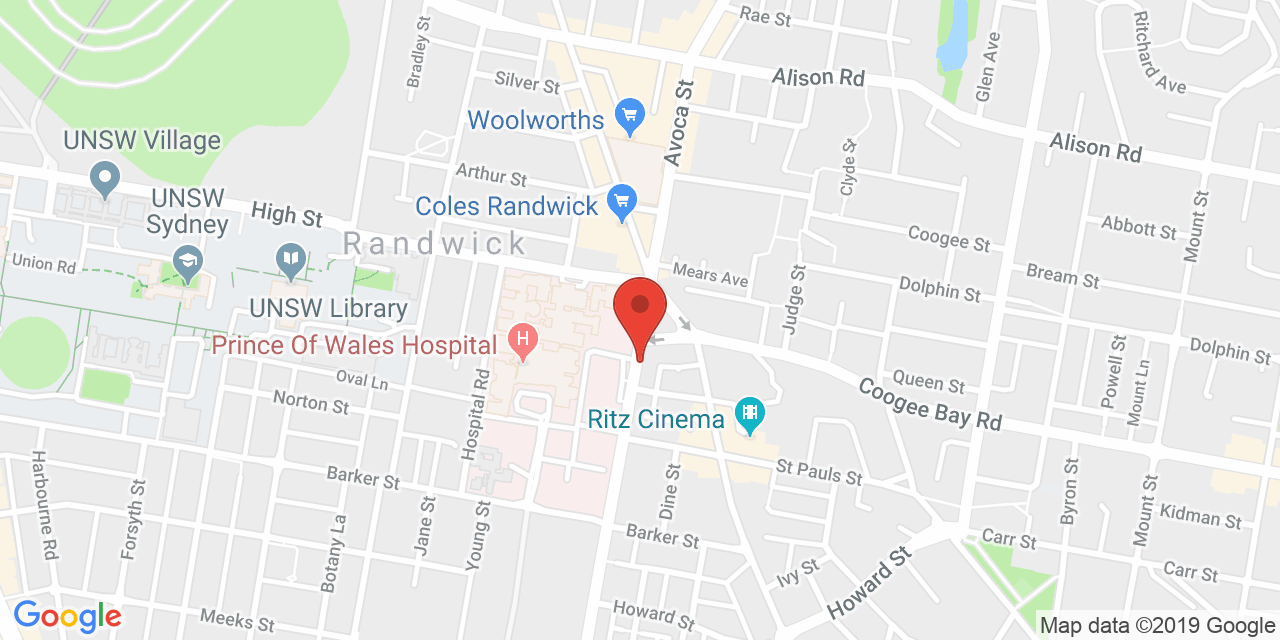 Rae St
Bradley St
Silver St
Avoca St
Alison Rd
Glen Ave
Ritchard Ave
Woolworths
UNSW Village
Alison Rd
Clyde St
Arthur St
UNSW
Sydney
High St
Coles Randwick
Randwick
Coogee St
Abbott St
Mount St
Union Rd
Mears Ave
Bream St
UNSW Library
Judge St
Dolphin St
Prince Of Wales Hospital
H
Dolphin St
Oval Ln
Norton St
Hospital Rd
Queen St
Coogee Bay Rd
Powell St
Mount Ln
Ritz Cinema
Barker St
St Pauls St
Harbourne Rd
Forsyth St
Botany La
Jane St
Young St
Dine St
Barker St
Byron St
Mount St
Kidman St
Carr St
Carr St
Ivy St
Howard St
Howard St
Meeks St
Google
Map data ©2019 Google